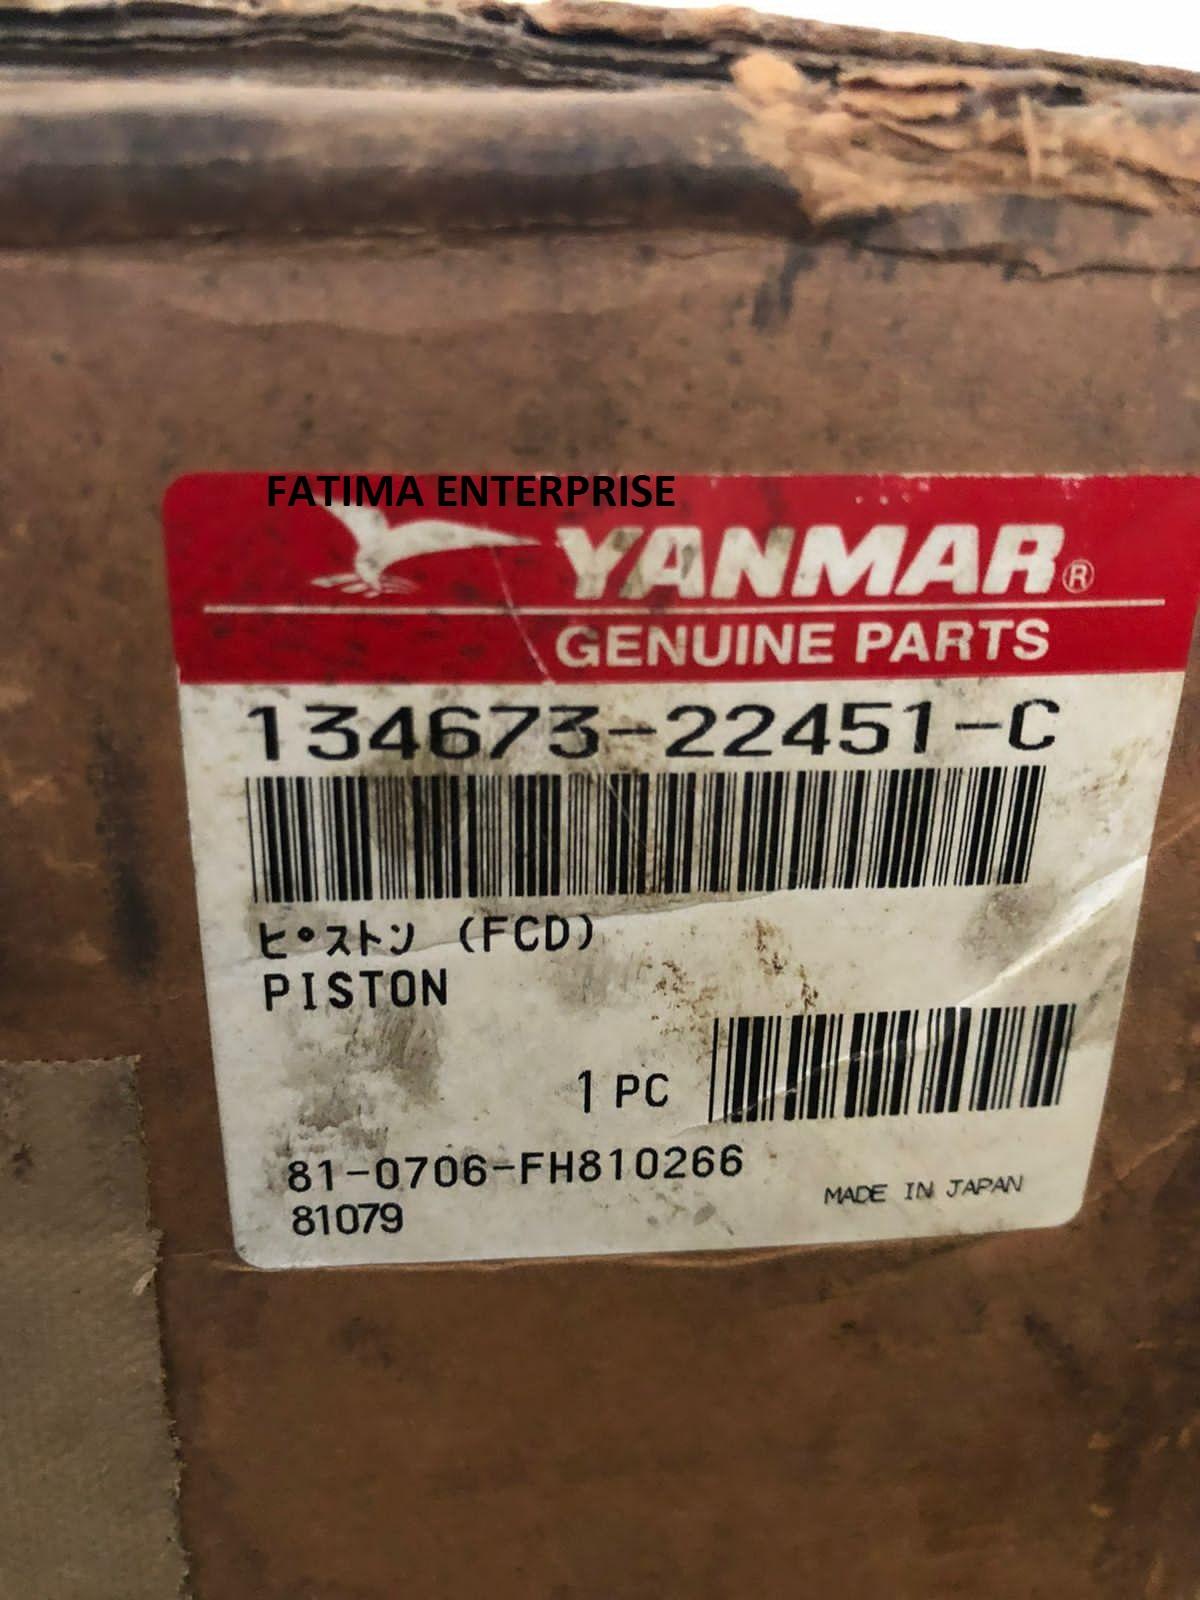 FATIMA ENTERPRISE
YANMAR®
GENUINE PARTS
134673-22451-C
ピストン (FCD)
PISTON
1 PC
81-0706-FH810266
MADE IN JAPAN
81079